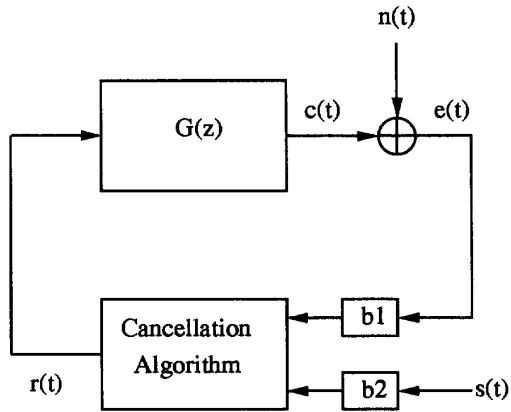 n(t)
G(z)
c(t)
e(t)
Cancellation
Algorithm
b1
b2
r(t)
s(t)